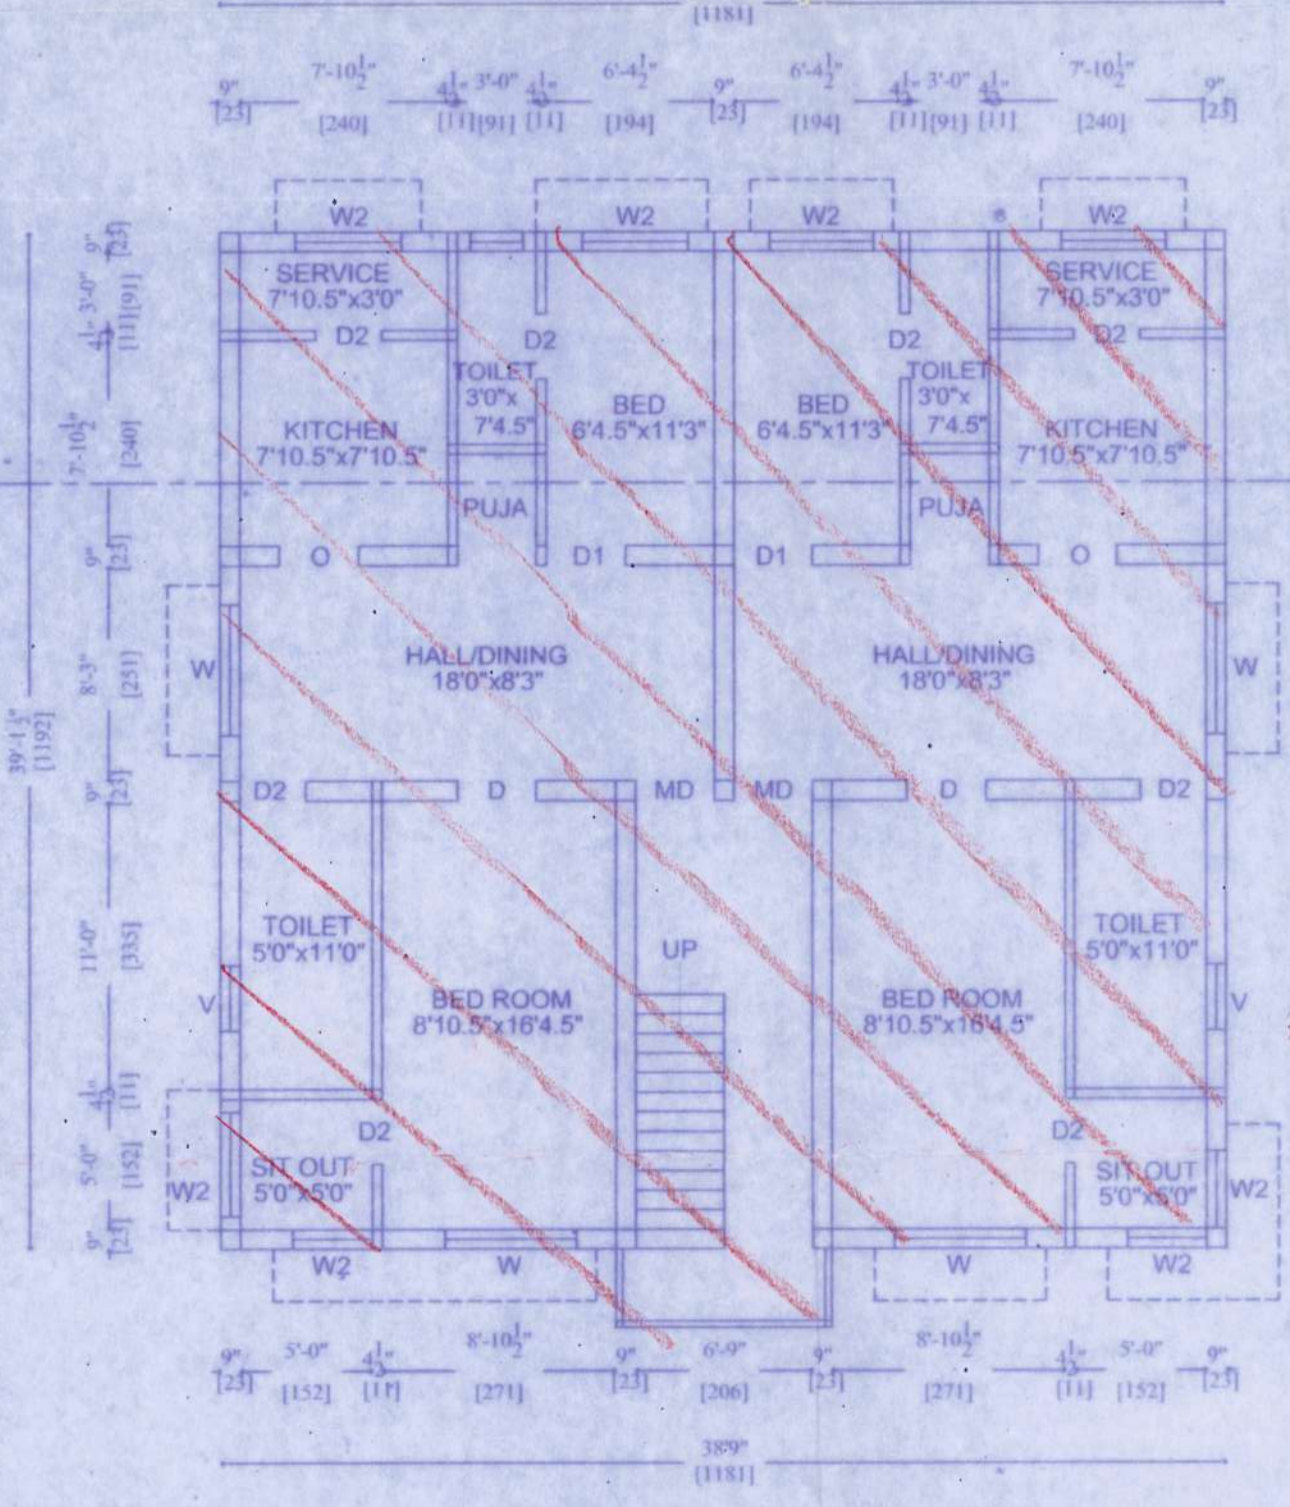 [1181]
9" 7'-10½" 4½" 3'-0" 4½" 6'-4½" 9" 6'-4½" 4½" 3'-0" 4½" 7'-10½" 9"
[23] [240] [11] [91] [11] [194] [23] [194] [11] [91] [11] [240] [23]
W2 W2 W2 W2
SERVICE
7'10.5"x3'0"
SERVICE
7'10.5"x3'0"
D2 D2 D2 D2
TOILET
3'0"x
7'4.5"
TOILET
3'0"x
7'4.5"
BED
6'4.5"x11'3"
BED
6'4.5"x11'3"
KITCHEN
7'10.5"x7'10.5"
KITCHEN
7'10.5"x7'10.5"
PUJA PUJA
O D1 D1 O
HALL/DINING
18'0"x8'3"
HALL/DINING
18'0"x8'3"
W W
D2 D MD MD D D2
TOILET
5'0"x11'0"
UP
TOILET
5'0"x11'0"
V V
BED ROOM
8'10.5"x16'4.5"
BED ROOM
8'10.5"x16'4.5"
D2 D2
SIT OUT
5'0"x5'0"
SIT OUT
5'0"x5'0"
W2 W2
W2 W W W2
9" [23]
3'-0" [91]
4½" [11]
7'-10½" [240]
9" [23]
8'-3" [251]
9" [23]
11'-0" [335]
4½" [11]
5'-0" [152]
9" [23]
39'-1½"
[1192]
9" 5'-0" 4½" 8'-10½" 9" 6'-9" 9" 8'-10½" 4½" 5'-0" 9"
[23] [152] [11] [271] [23] [206] [23] [271] [11] [152] [23]
38'9"
[1181]